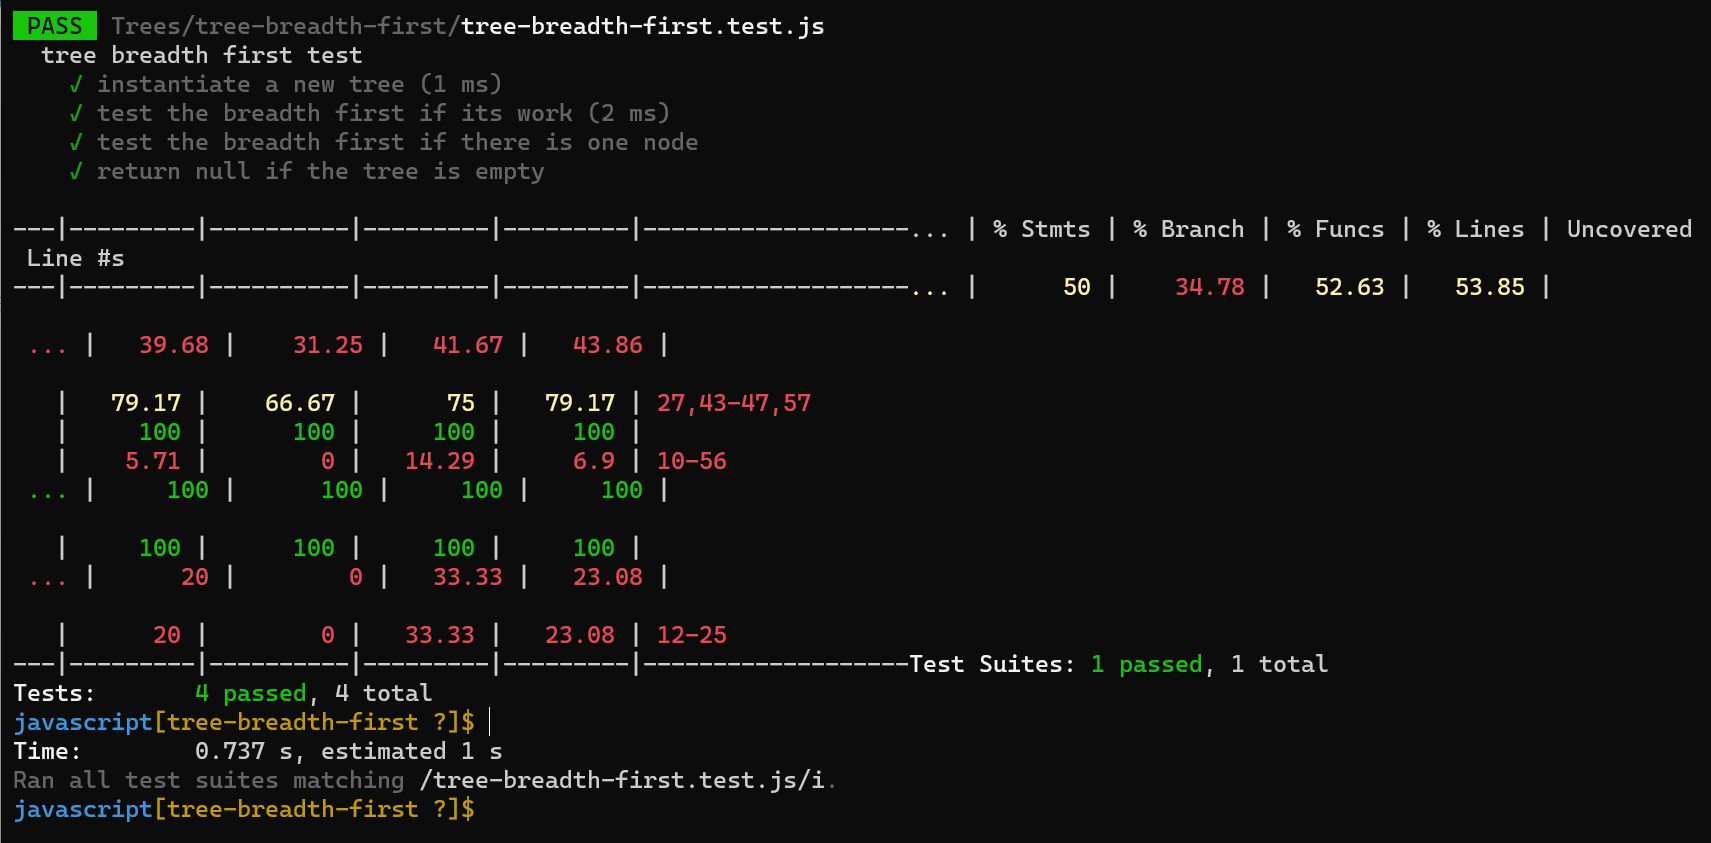 PASS Trees/tree-breadth-first/tree-breadth-first.test.js
tree breadth first test
√ instantiate a new tree (1 ms)
√ test the breadth first if its work (2 ms)
√ test the breadth first if there is one node
√ return null if the tree is empty
---|---------|----------|---------|---------|-------------------... | % Stmts | % Branch | % Funcs | % Lines | Uncovered
Line #s
---|---------|----------|---------|---------|-------------------... | 50 | 34.78 | 52.63 | 53.85 |
... | 39.68 | 31.25 | 41.67 | 43.86 |
| 79.17 | 66.67 | 75 | 79.17 | 27,43-47,57
| 100 | 100 | 100 | 100 |
| 5.71 | 0 | 14.29 | 6.9 | 10-56
... | 100 | 100 | 100 | 100 |
| 100 | 100 | 100 | 100 |
... | 20 | 0 | 33.33 | 23.08 |
| 20 | 0 | 33.33 | 23.08 | 12-25
---|---------|----------|---------|---------|-------------------Test Suites: 1 passed, 1 total
Tests: 4 passed, 4 total
javascript[tree-breadth-first ?]$
Time: 0.737 s, estimated 1 s
Ran all test suites matching /tree-breadth-first.test.js/i.
javascript[tree-breadth-first ?]$